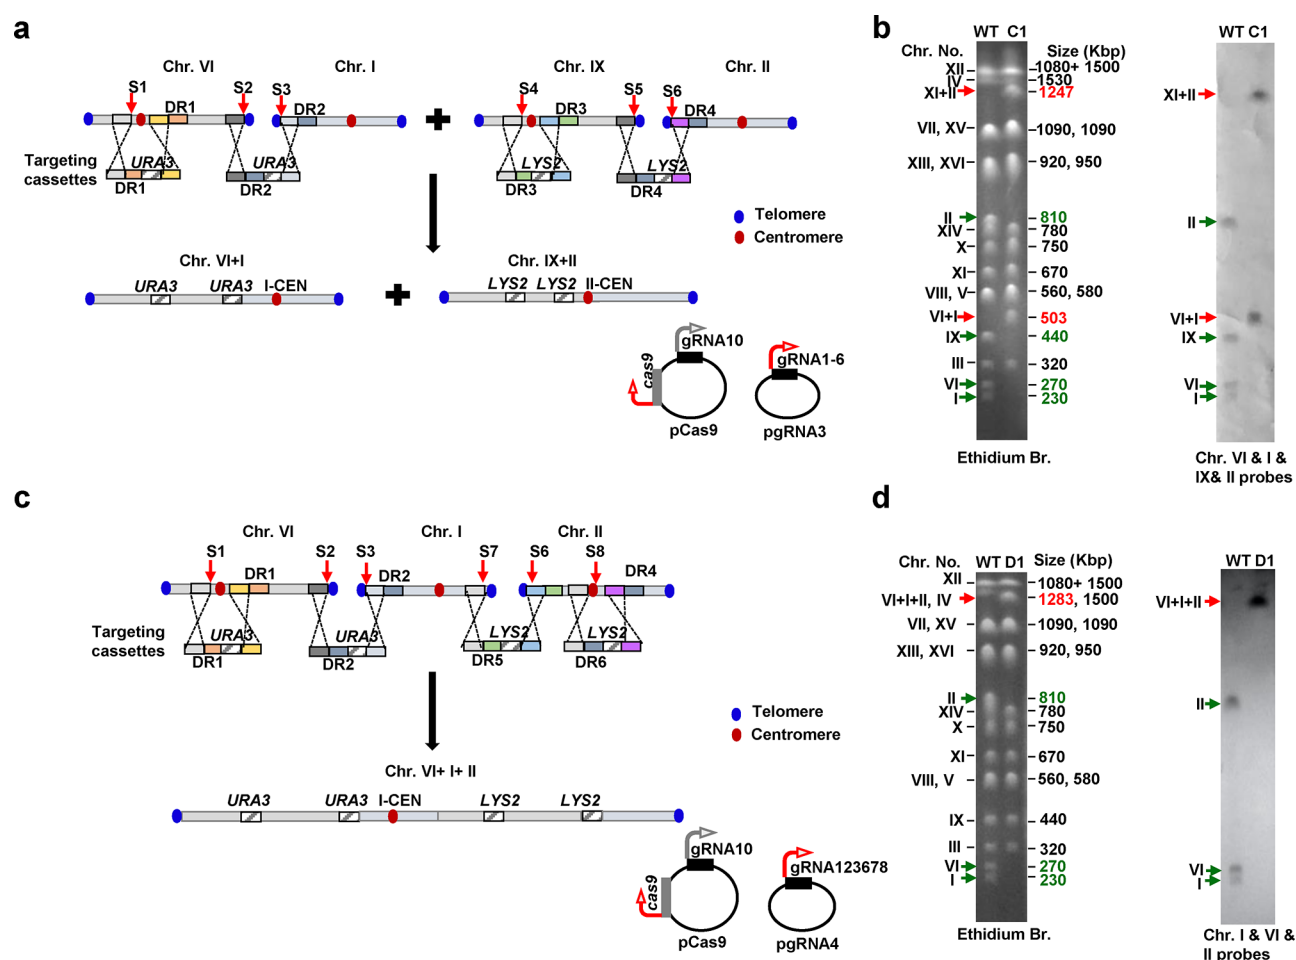 a
Chr. VI
Chr. I
Chr. IX
Chr. II
S1
S2
S3
S4
S5
S6
DR1
DR2
DR3
DR4
Targeting
cassettes
URA3
URA3
LYS2
LYS2
DR1
DR2
DR3
DR4
Telomere
Centromere
Chr. VI+I
Chr. IX+II
URA3
URA3
I-CEN
LYS2
LYS2
II-CEN
cas9
gRNA10
gRNA1-6
pCas9
pgRNA3
b
WT C1
Chr. No.
Size (Kbp)
XII
1080+ 1500
IV
1530
XI+II
1247
VII, XV
1090, 1090
XIII, XVI
920, 950
II
810
XIV
780
X
750
XI
670
VIII, V
560, 580
VI+I
503
IX
440
III
320
VI
270
I
230
Ethidium Br.
WT C1
XI+II
II
VI+I
IX
VI
I
Chr. VI & I &
IX& II probes
c
Chr. VI
Chr. I
Chr. II
S1
S2
S3
S7
S6
S8
DR1
DR2
DR4
Targeting
cassettes
URA3
URA3
LYS2
LYS2
DR1
DR2
DR5
DR6
Telomere
Centromere
Chr. VI+ I+ II
URA3
URA3
I-CEN
LYS2
LYS2
cas9
gRNA10
gRNA123678
pCas9
pgRNA4
d
WT D1
Chr. No.
Size (Kbp)
XII
1080+ 1500
VI+I+II, IV
1283, 1500
VII, XV
1090, 1090
XIII, XVI
920, 950
II
810
XIV
780
X
750
XI
670
VIII, V
560, 580
IX
440
III
320
VI
270
I
230
Ethidium Br.
WT D1
VI+I+II
II
VI
I
Chr. I & VI &
II probes